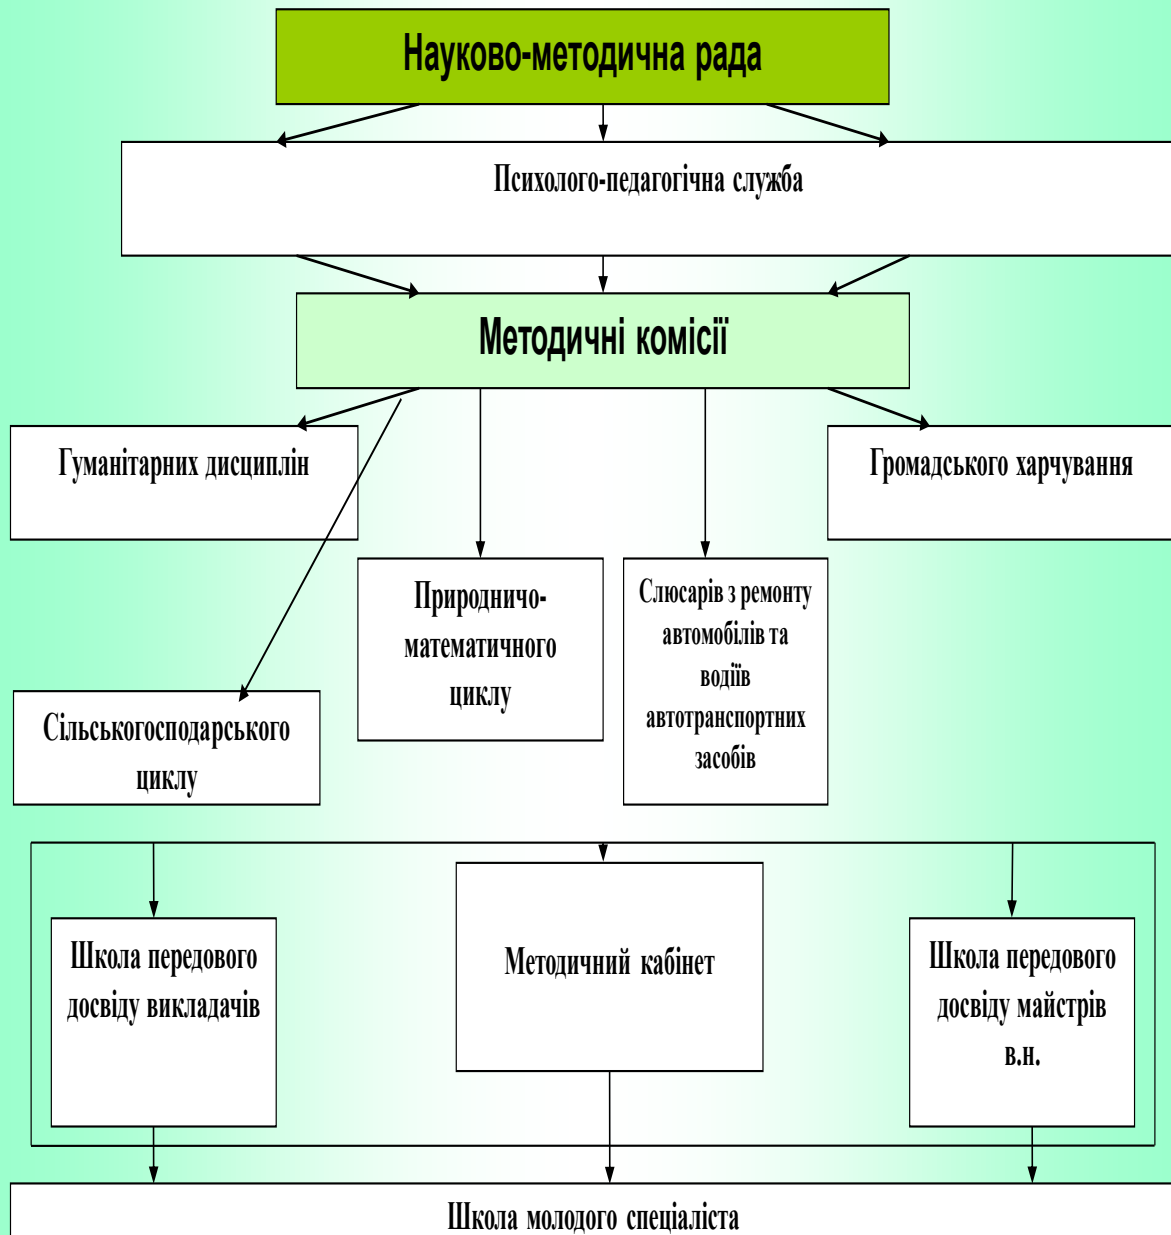 Науково-методична рада
Психолого-педагогічна служба
Методичні комісії
Гуманітарних дисциплін
Громадського харчування
Природничо-
математичного
циклу
Слюсарів з ремонту
автомобілів та
водіїв
автотранспортних
засобів
Сільськогосподарського
циклу
Школа передового
досвіду викладачів
Методичний кабінет
Школа передового
досвіду майстрів
в.н.
Школа молодого спеціаліста